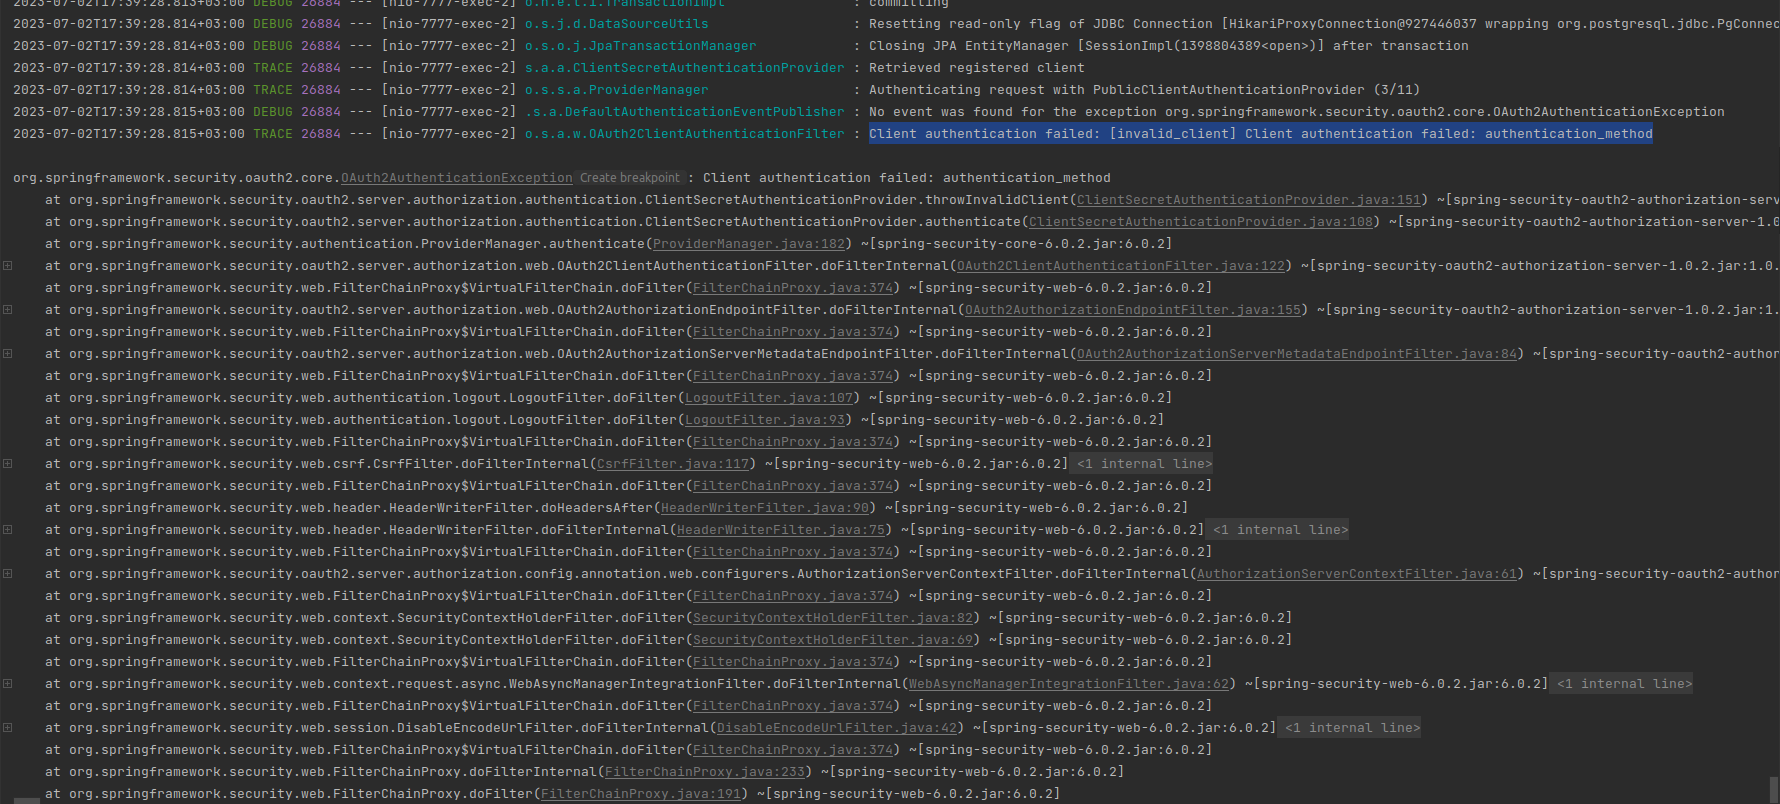 2023-07-02T17:39:28.813+03:00 DEBUG 26884 --- [nio-7777-exec-2] o.h.e.t.i.TransactionImpl : committing
2023-07-02T17:39:28.814+03:00 DEBUG 26884 --- [nio-7777-exec-2] o.s.j.d.DataSourceUtils : Resetting read-only flag of JDBC Connection [HikariProxyConnection@927446037 wrapping org.postgresql.jdbc.PgConnec
2023-07-02T17:39:28.814+03:00 DEBUG 26884 --- [nio-7777-exec-2] o.s.o.j.JpaTransactionManager : Closing JPA EntityManager [SessionImpl(1398804389<open>)] after transaction
2023-07-02T17:39:28.814+03:00 TRACE 26884 --- [nio-7777-exec-2] s.a.a.ClientSecretAuthenticationProvider : Retrieved registered client
2023-07-02T17:39:28.814+03:00 TRACE 26884 --- [nio-7777-exec-2] o.s.s.a.ProviderManager : Authenticating request with PublicClientAuthenticationProvider (3/11)
2023-07-02T17:39:28.815+03:00 DEBUG 26884 --- [nio-7777-exec-2] .s.a.DefaultAuthenticationEventPublisher : No event was found for the exception org.springframework.security.oauth2.core.OAuth2AuthenticationException
2023-07-02T17:39:28.815+03:00 TRACE 26884 --- [nio-7777-exec-2] o.s.a.w.OAuth2ClientAuthenticationFilter : Client authentication failed: [invalid_client] Client authentication failed: authentication_method
org.springframework.security.oauth2.core.OAuth2AuthenticationException Create breakpoint : Client authentication failed: authentication_method
at org.springframework.security.oauth2.server.authorization.authentication.ClientSecretAuthenticationProvider.throwInvalidClient(ClientSecretAuthenticationProvider.java:151) ~[spring-security-oauth2-authorization-serv
at org.springframework.security.oauth2.server.authorization.authentication.ClientSecretAuthenticationProvider.authenticate(ClientSecretAuthenticationProvider.java:108) ~[spring-security-oauth2-authorization-server-1.0
at org.springframework.security.authentication.ProviderManager.authenticate(ProviderManager.java:182) ~[spring-security-core-6.0.2.jar:6.0.2]
at org.springframework.security.oauth2.server.authorization.web.OAuth2ClientAuthenticationFilter.doFilterInternal(OAuth2ClientAuthenticationFilter.java:122) ~[spring-security-oauth2-authorization-server-1.0.2.jar:1.0.
at org.springframework.security.web.FilterChainProxy$VirtualFilterChain.doFilter(FilterChainProxy.java:374) ~[spring-security-web-6.0.2.jar:6.0.2]
at org.springframework.security.oauth2.server.authorization.web.OAuth2AuthorizationEndpointFilter.doFilterInternal(OAuth2AuthorizationEndpointFilter.java:155) ~[spring-security-oauth2-authorization-server-1.0.2.jar:1.
at org.springframework.security.web.FilterChainProxy$VirtualFilterChain.doFilter(FilterChainProxy.java:374) ~[spring-security-web-6.0.2.jar:6.0.2]
at org.springframework.security.oauth2.server.authorization.web.OAuth2AuthorizationServerMetadataEndpointFilter.doFilterInternal(OAuth2AuthorizationServerMetadataEndpointFilter.java:84) ~[spring-security-oauth2-author
at org.springframework.security.web.FilterChainProxy$VirtualFilterChain.doFilter(FilterChainProxy.java:374) ~[spring-security-web-6.0.2.jar:6.0.2]
at org.springframework.security.web.authentication.logout.LogoutFilter.doFilter(LogoutFilter.java:107) ~[spring-security-web-6.0.2.jar:6.0.2]
at org.springframework.security.web.authentication.logout.LogoutFilter.doFilter(LogoutFilter.java:93) ~[spring-security-web-6.0.2.jar:6.0.2]
at org.springframework.security.web.FilterChainProxy$VirtualFilterChain.doFilter(FilterChainProxy.java:374) ~[spring-security-web-6.0.2.jar:6.0.2]
at org.springframework.security.web.csrf.CsrfFilter.doFilterInternal(CsrfFilter.java:117) ~[spring-security-web-6.0.2.jar:6.0.2] <1 internal line>
at org.springframework.security.web.FilterChainProxy$VirtualFilterChain.doFilter(FilterChainProxy.java:374) ~[spring-security-web-6.0.2.jar:6.0.2]
at org.springframework.security.web.header.HeaderWriterFilter.doHeadersAfter(HeaderWriterFilter.java:90) ~[spring-security-web-6.0.2.jar:6.0.2]
at org.springframework.security.web.header.HeaderWriterFilter.doFilterInternal(HeaderWriterFilter.java:75) ~[spring-security-web-6.0.2.jar:6.0.2] <1 internal line>
at org.springframework.security.web.FilterChainProxy$VirtualFilterChain.doFilter(FilterChainProxy.java:374) ~[spring-security-web-6.0.2.jar:6.0.2]
at org.springframework.security.oauth2.server.authorization.config.annotation.web.configurers.AuthorizationServerContextFilter.doFilterInternal(AuthorizationServerContextFilter.java:61) ~[spring-security-oauth2-author
at org.springframework.security.web.FilterChainProxy$VirtualFilterChain.doFilter(FilterChainProxy.java:374) ~[spring-security-web-6.0.2.jar:6.0.2]
at org.springframework.security.web.context.SecurityContextHolderFilter.doFilter(SecurityContextHolderFilter.java:82) ~[spring-security-web-6.0.2.jar:6.0.2]
at org.springframework.security.web.context.SecurityContextHolderFilter.doFilter(SecurityContextHolderFilter.java:69) ~[spring-security-web-6.0.2.jar:6.0.2]
at org.springframework.security.web.FilterChainProxy$VirtualFilterChain.doFilter(FilterChainProxy.java:374) ~[spring-security-web-6.0.2.jar:6.0.2]
at org.springframework.security.web.context.request.async.WebAsyncManagerIntegrationFilter.doFilterInternal(WebAsyncManagerIntegrationFilter.java:62) ~[spring-security-web-6.0.2.jar:6.0.2] <1 internal line>
at org.springframework.security.web.FilterChainProxy$VirtualFilterChain.doFilter(FilterChainProxy.java:374) ~[spring-security-web-6.0.2.jar:6.0.2]
at org.springframework.security.web.session.DisableEncodeUrlFilter.doFilterInternal(DisableEncodeUrlFilter.java:42) ~[spring-security-web-6.0.2.jar:6.0.2] <1 internal line>
at org.springframework.security.web.FilterChainProxy$VirtualFilterChain.doFilter(FilterChainProxy.java:374) ~[spring-security-web-6.0.2.jar:6.0.2]
at org.springframework.security.web.FilterChainProxy.doFilterInternal(FilterChainProxy.java:233) ~[spring-security-web-6.0.2.jar:6.0.2]
at org.springframework.security.web.FilterChainProxy.doFilter(FilterChainProxy.java:191) ~[spring-security-web-6.0.2.jar:6.0.2]